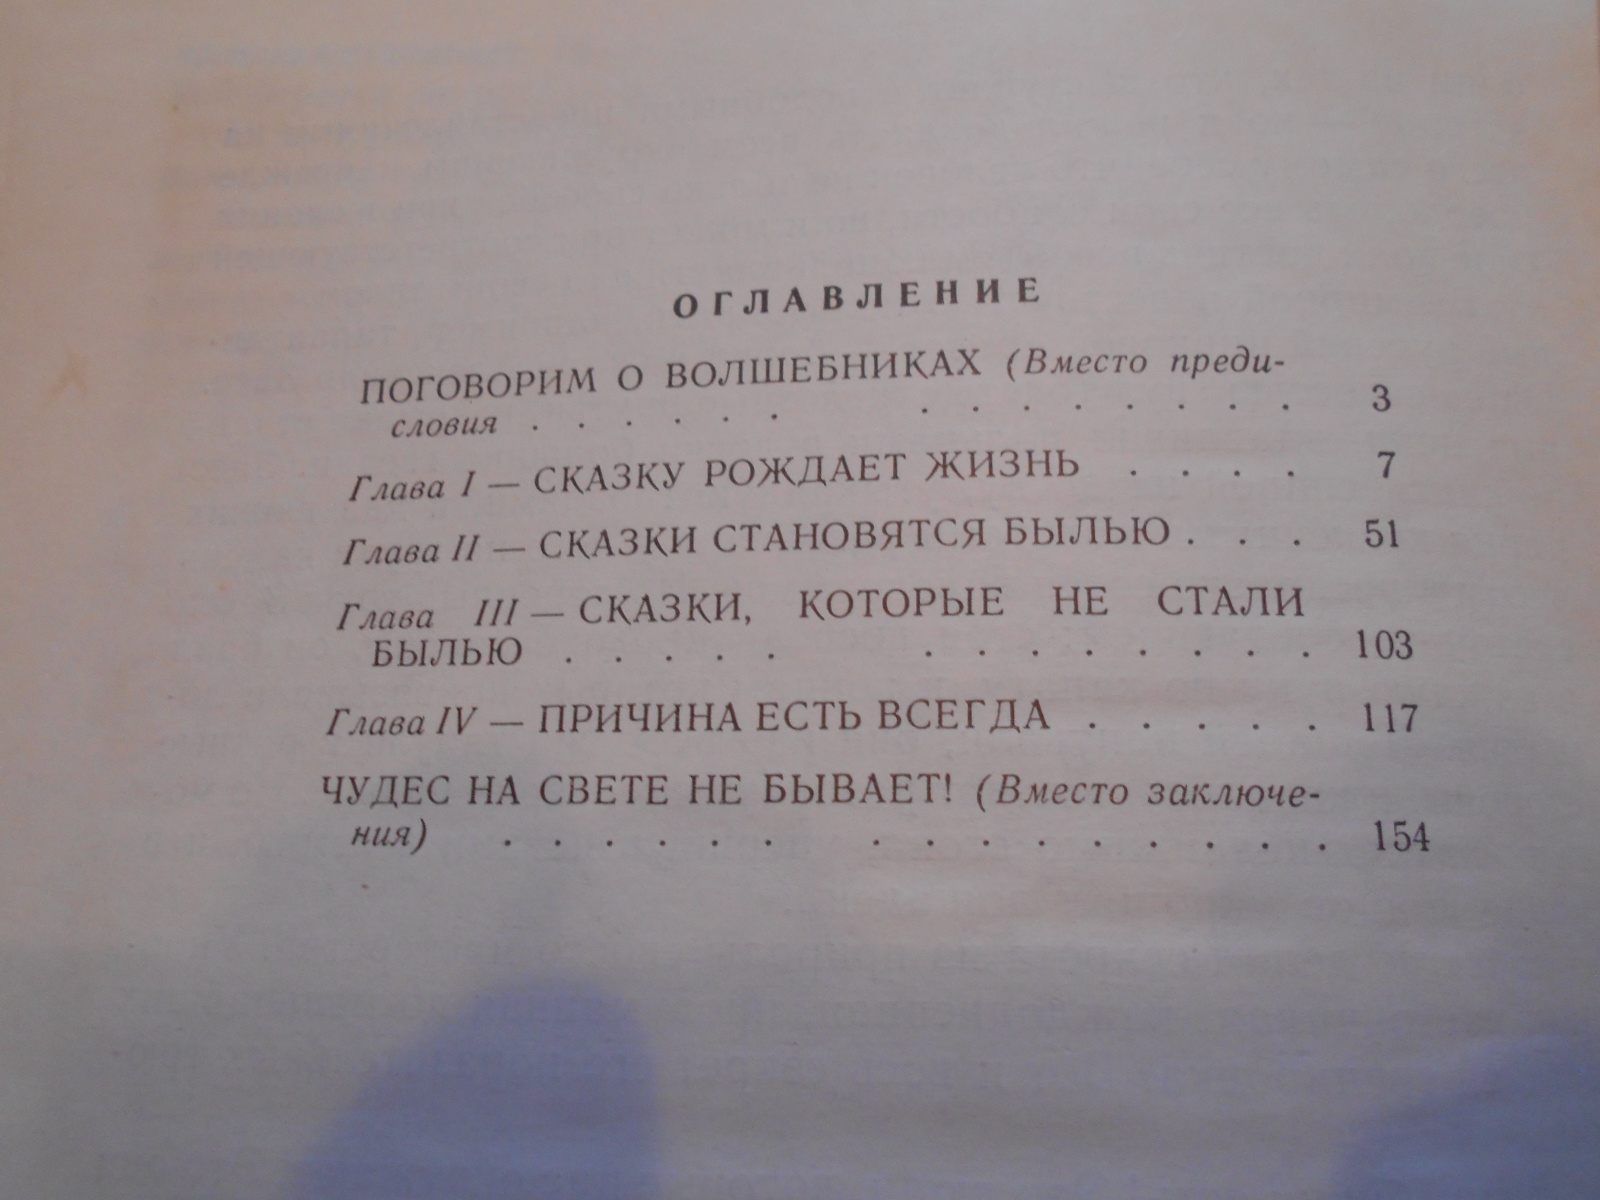 ОГЛАВЛЕНИЕ
ПОГОВОРИМ О ВОЛШЕБНИКАХ (Вместо преди-
словия . . . . . . . . . . . . . 3
Глава I — СКАЗКУ РОЖДАЕТ ЖИЗНЬ . . . . 7
Глава II — СКАЗКИ СТАНОВЯТСЯ БЫЛЬЮ . . . 51
Глава III — СКАЗКИ, КОТОРЫЕ НЕ СТАЛИ
БЫЛЬЮ . . . . . . . . . . . . . 103
Глава IV — ПРИЧИНА ЕСТЬ ВСЕГДА . . . . . 117
ЧУДЕС НА СВЕТЕ НЕ БЫВАЕТ! (Вместо заключе-
ния) . . . . . . . . . . . . . . . 154